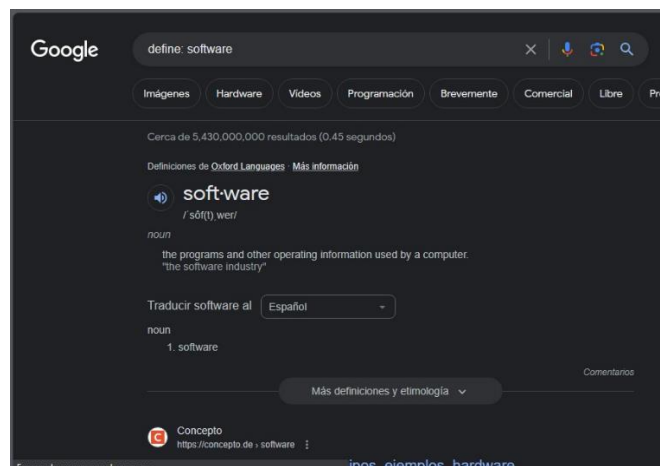 Google
define: software
Imágenes Hardware Vídeos Programación Brevemente Comercial Libre
Cerca de 5,430,000,000 resultados (0.45 segundos)
Definiciones de Oxford Languages · Más información
soft·ware
/ˈsôf(t)ˌwer/
noun
the programs and other operating information used by a computer.
"the software industry"
Traducir software al Español
noun
1. software
Comentarios
Más definiciones y etimología
Concepto
https://concepto.de › software
ejemplos, hardware